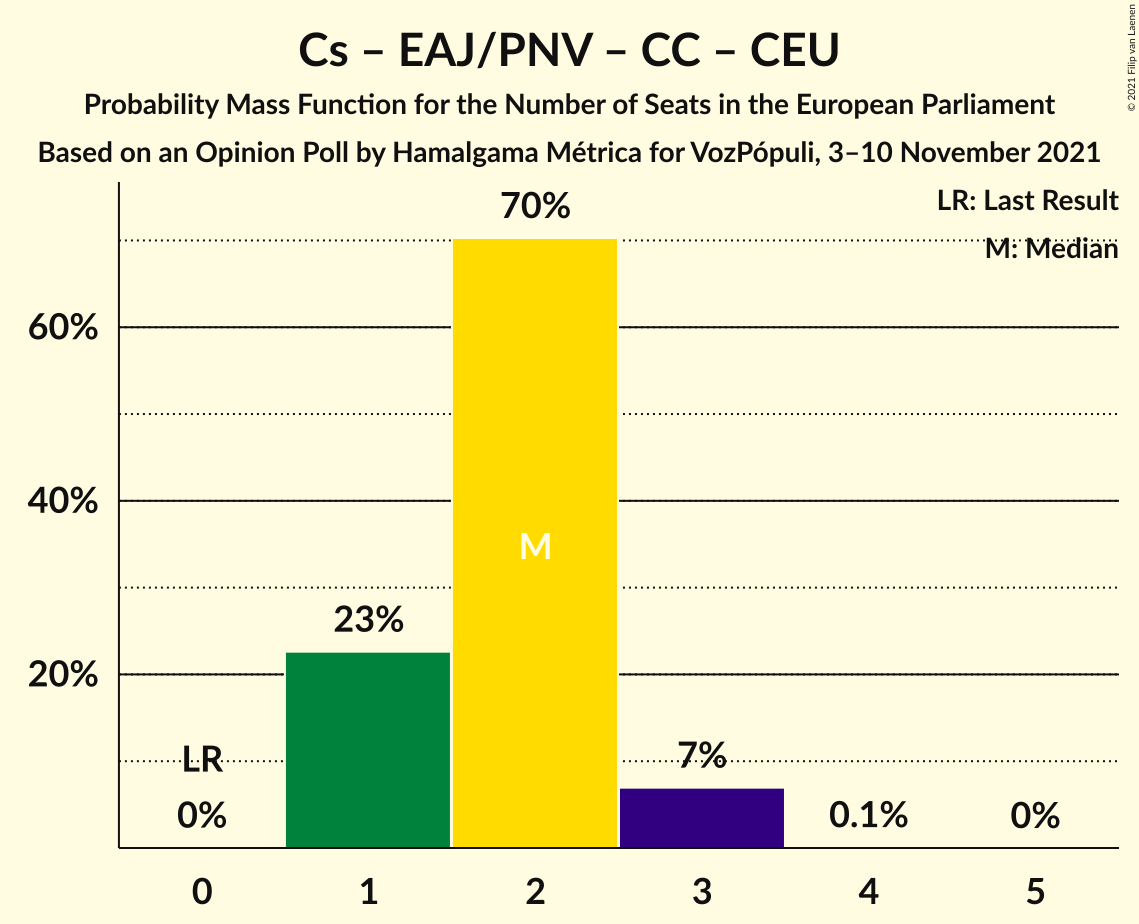 Cs – EAJ/PNV – CC – CEU
Probability Mass Function for the Number of Seats in the European Parliament
Based on an Opinion Poll by Hamalgama Métrica for VozPópuli, 3–10 November 2021
© 2021 Filip van Laenen
LR: Last Result
M: Median
70%
60%
40%
M
23%
20%
LR
7%
0%
0.1%
0%
0 1 2 3 4 5